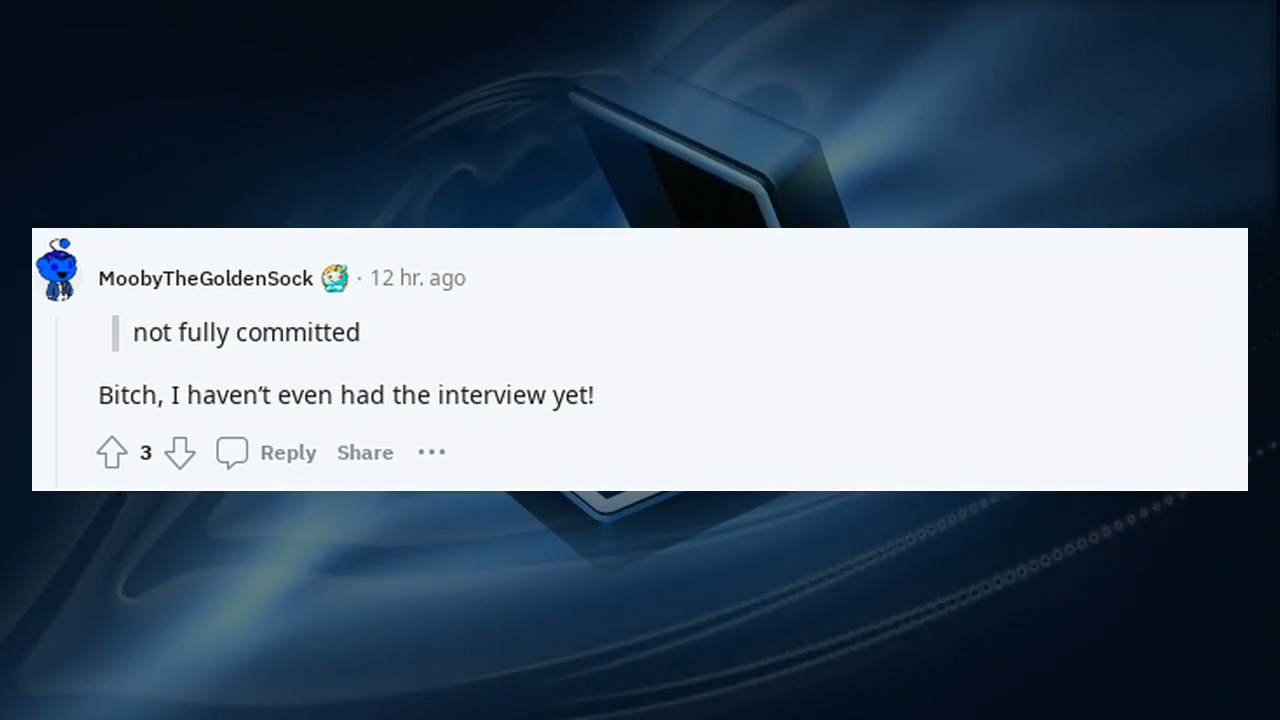 MoobyTheGoldenSock · 12 hr. ago
not fully committed
Bitch, I haven’t even had the interview yet!
3 Reply Share ···